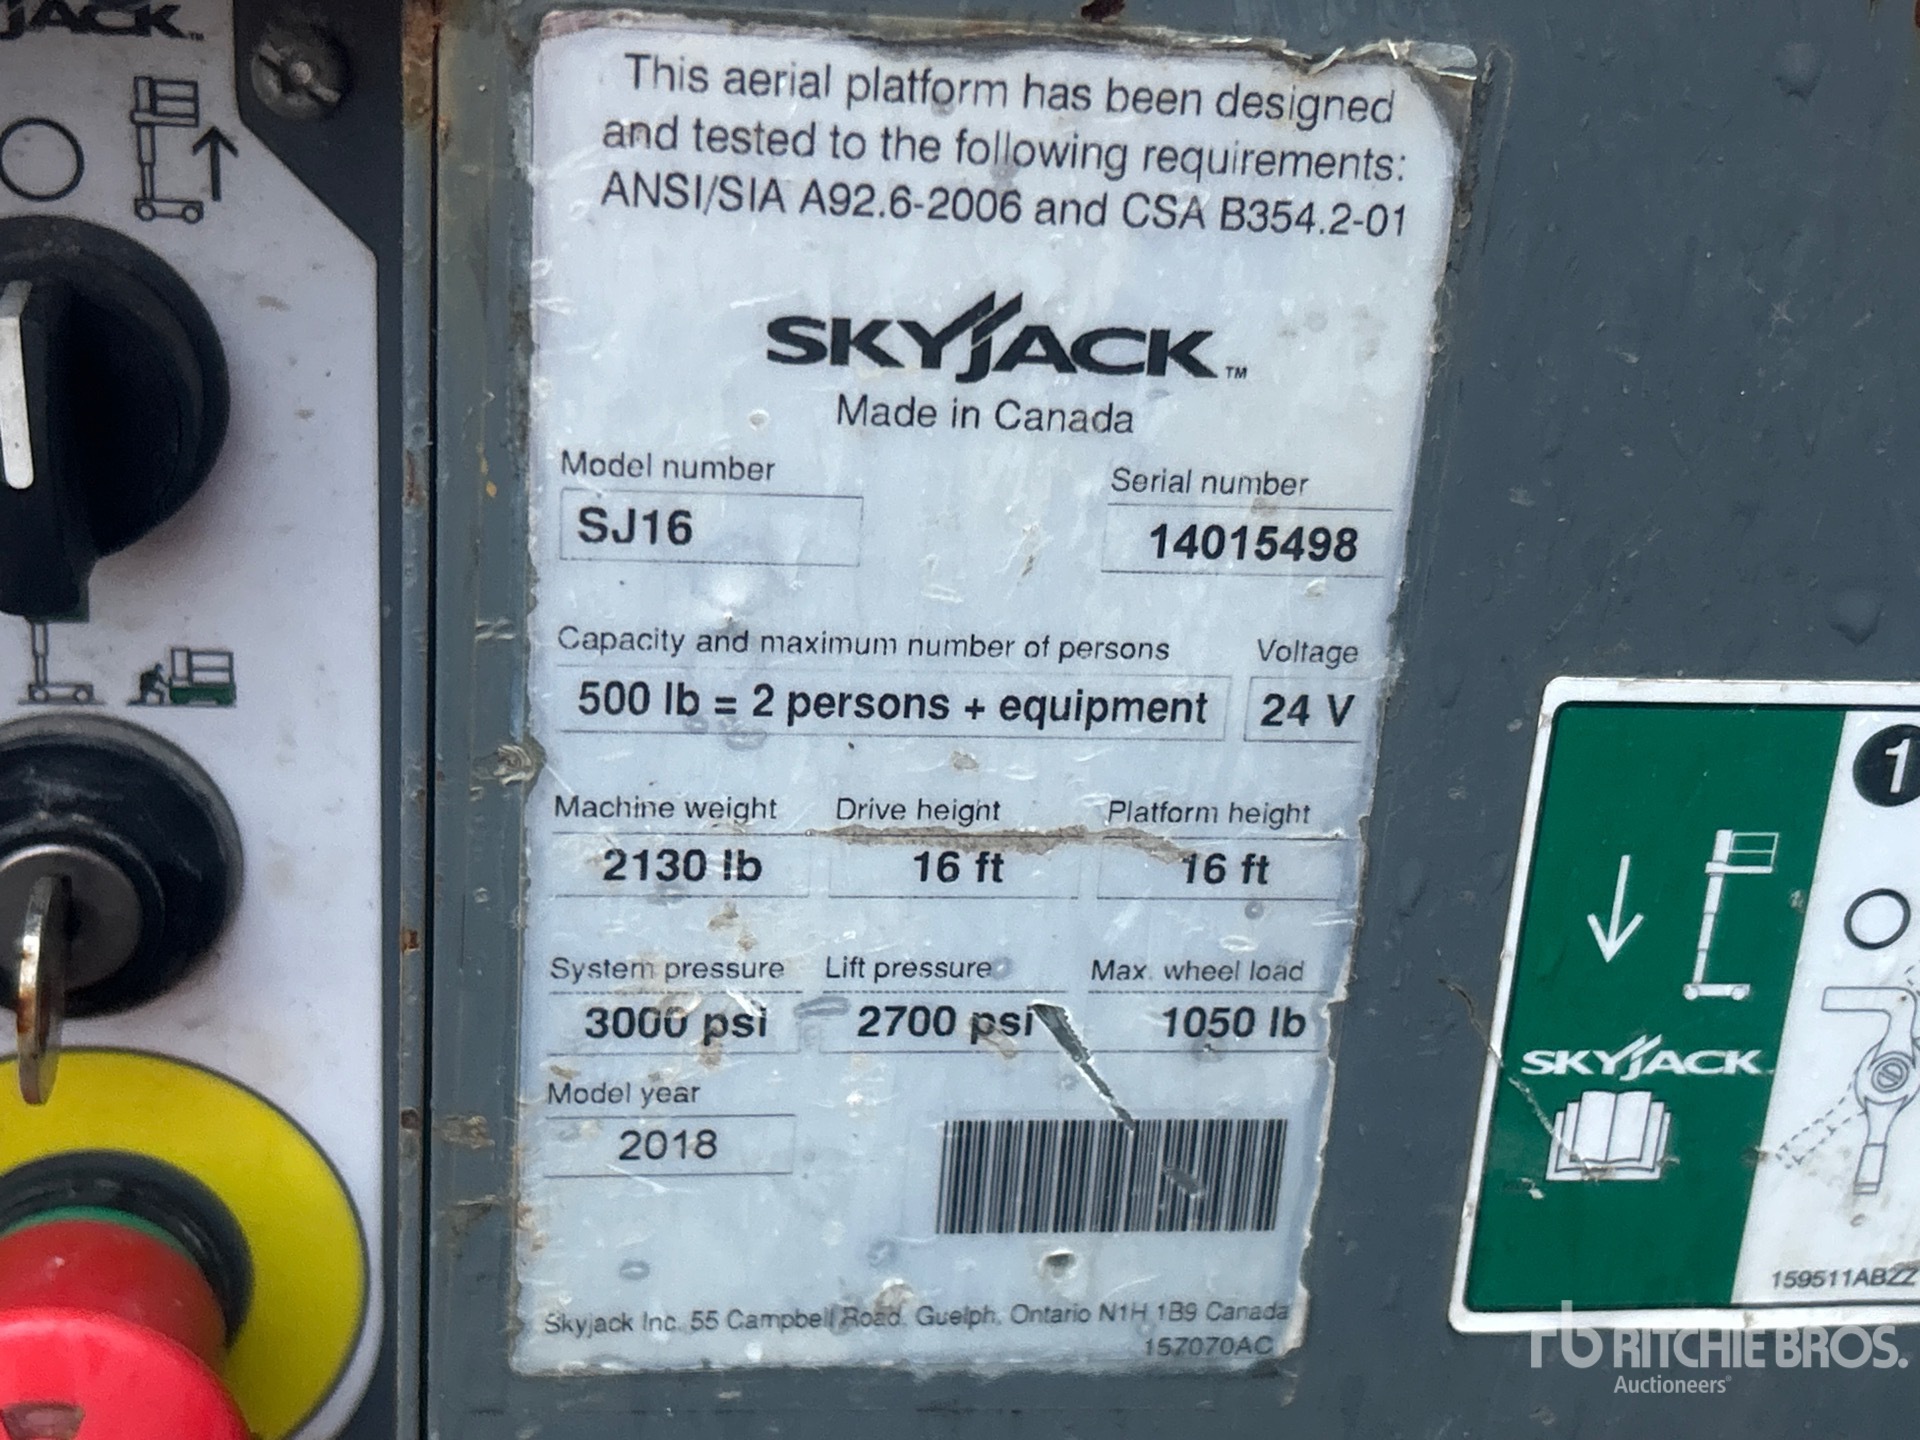 JACK™
This aerial platform has been designed
and tested to the following requirements:
ANSI/SIA A92.6-2006 and CSA B354.2-01
SKYJACK™
Made in Canada
Model number
SJ16
Serial number
14015498
Capacity and maximum number of persons
500 lb = 2 persons + equipment
Voltage
24 V
Machine weight
2130 lb
Drive height
16 ft
Platform height
16 ft
System pressure
3000 psi
Lift pressure
2700 psi
Max. wheel load
1050 lb
Model year
2018
Skyjack Inc. 55 Campbell Road. Guelph, Ontario N1H 1B9 Canada
157070AC
1
SKYJACK
159511ABZZ
rb RITCHIE BROS.
Auctioneers